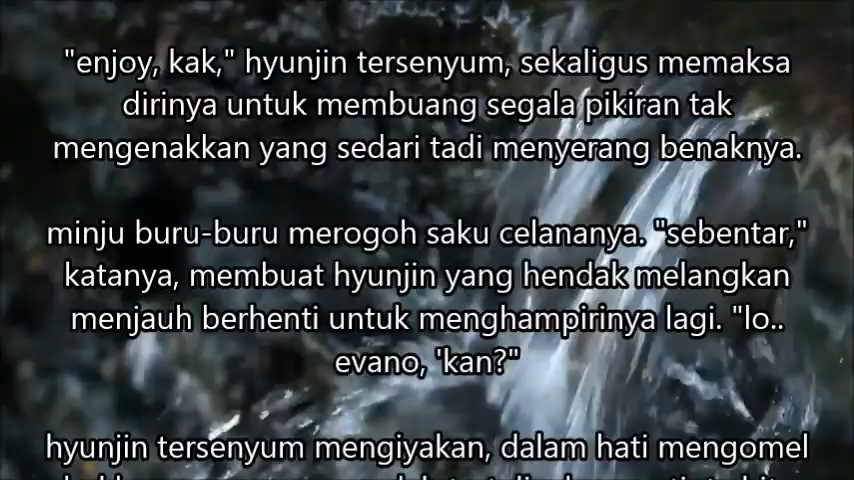 "enjoy, kak," hyunjin tersenyum, sekaligus memaksa
dirinya untuk membuang segala pikiran tak
mengenakkan yang sedari tadi menyerang benaknya.
minju buru-buru merogoh saku celananya. "sebentar,"
katanya, membuat hyunjin yang hendak melangkan
menjauh berhenti untuk menghampirinya lagi. "lo..
evano, 'kan?"
hyunjin tersenyum mengiyakan, dalam hati mengomel